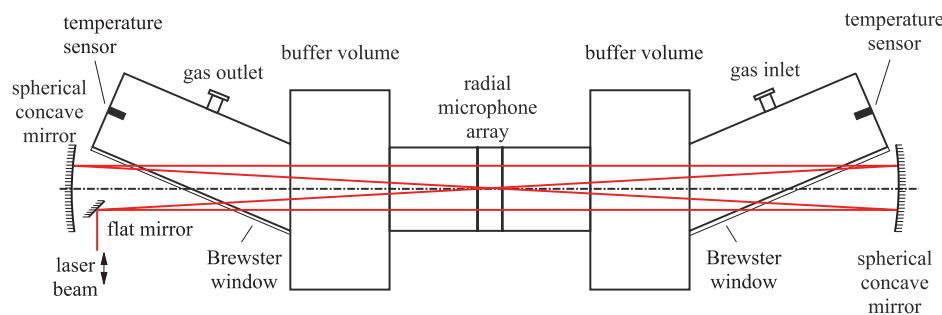 temperature
sensor
gas outlet
buffer volume
spherical
concave
mirror
radial
microphone
array
buffer volume
gas inlet
temperature
sensor
flat mirror
laser
beam
Brewster
window
Brewster
window
spherical
concave
mirror